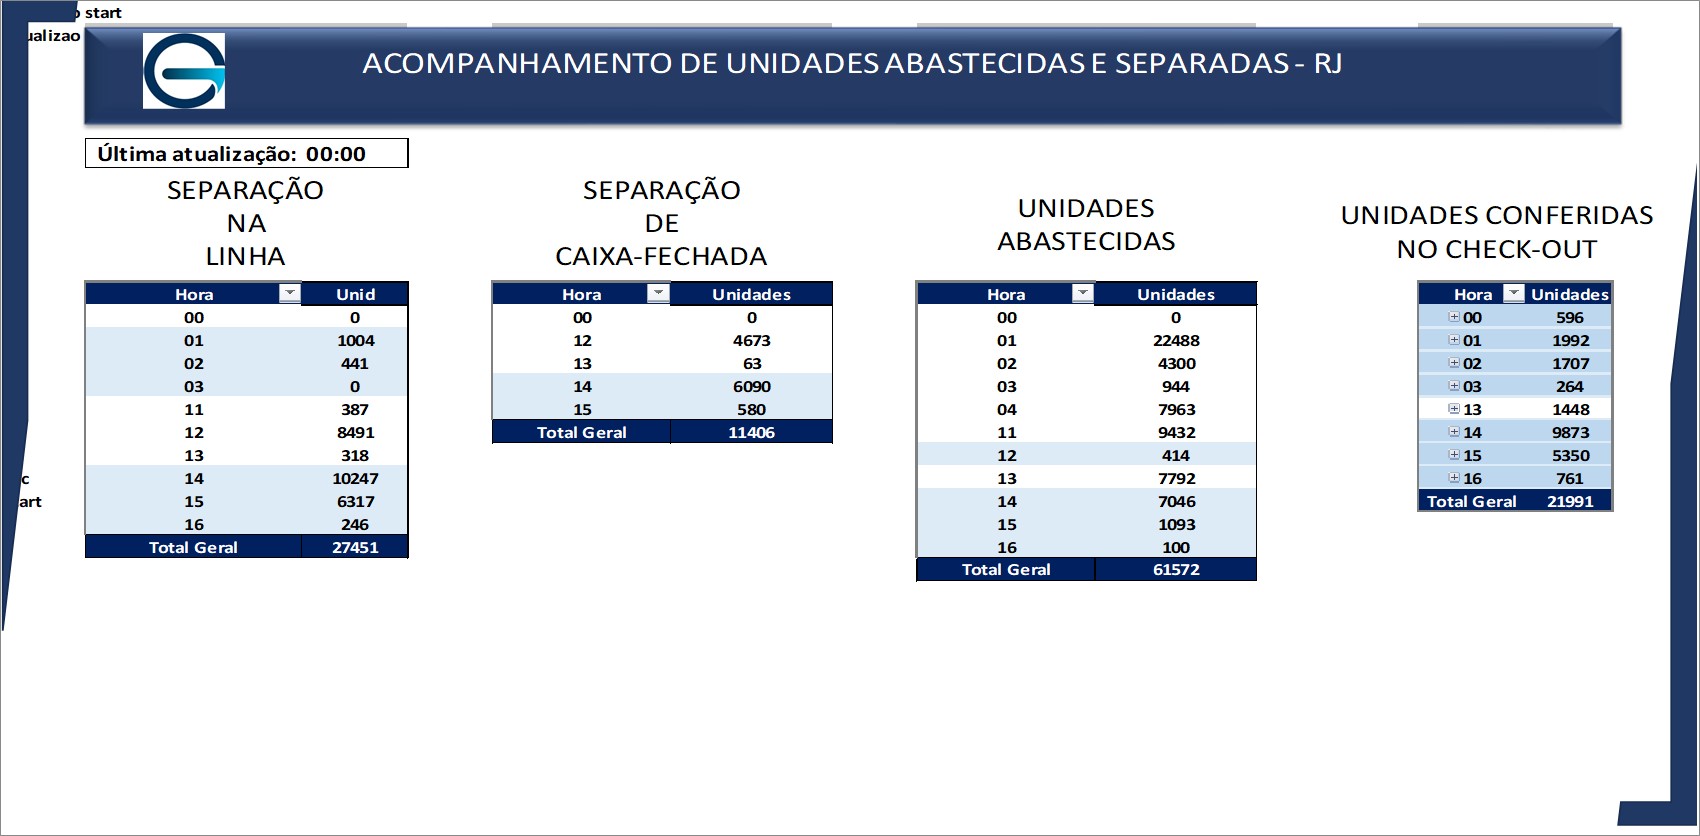 start
ACOMPANHAMENTO DE UNIDADES ABASTECIDAS E SEPARADAS - RJ
Última atualização: 00:00
SEPARAÇÃO
NA
LINHA
Hora Unid
00 0
01 1004
02 441
03 0
11 387
12 8491
13 318
14 10247
15 6317
16 246
Total Geral 27451
SEPARAÇÃO
DE
CAIXA-FECHADA
Hora Unidades
00 0
12 4673
13 63
14 6090
15 580
Total Geral 11406
UNIDADES
ABASTECIDAS
Hora Unidades
00 0
01 22488
02 4300
03 944
04 7963
11 9432
12 414
13 7792
14 7046
15 1093
16 100
Total Geral 61572
UNIDADES CONFERIDAS
NO CHECK-OUT
Hora Unidades
00 596
01 1992
02 1707
03 264
13 1448
14 9873
15 5350
16 761
Total Geral 21991